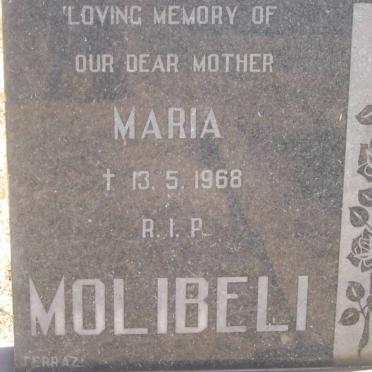 LOVING MEMORY OF
OUR DEAR MOTHER
MARIA
† 13. 5. 1968
R. I. P.
MOLIBELI